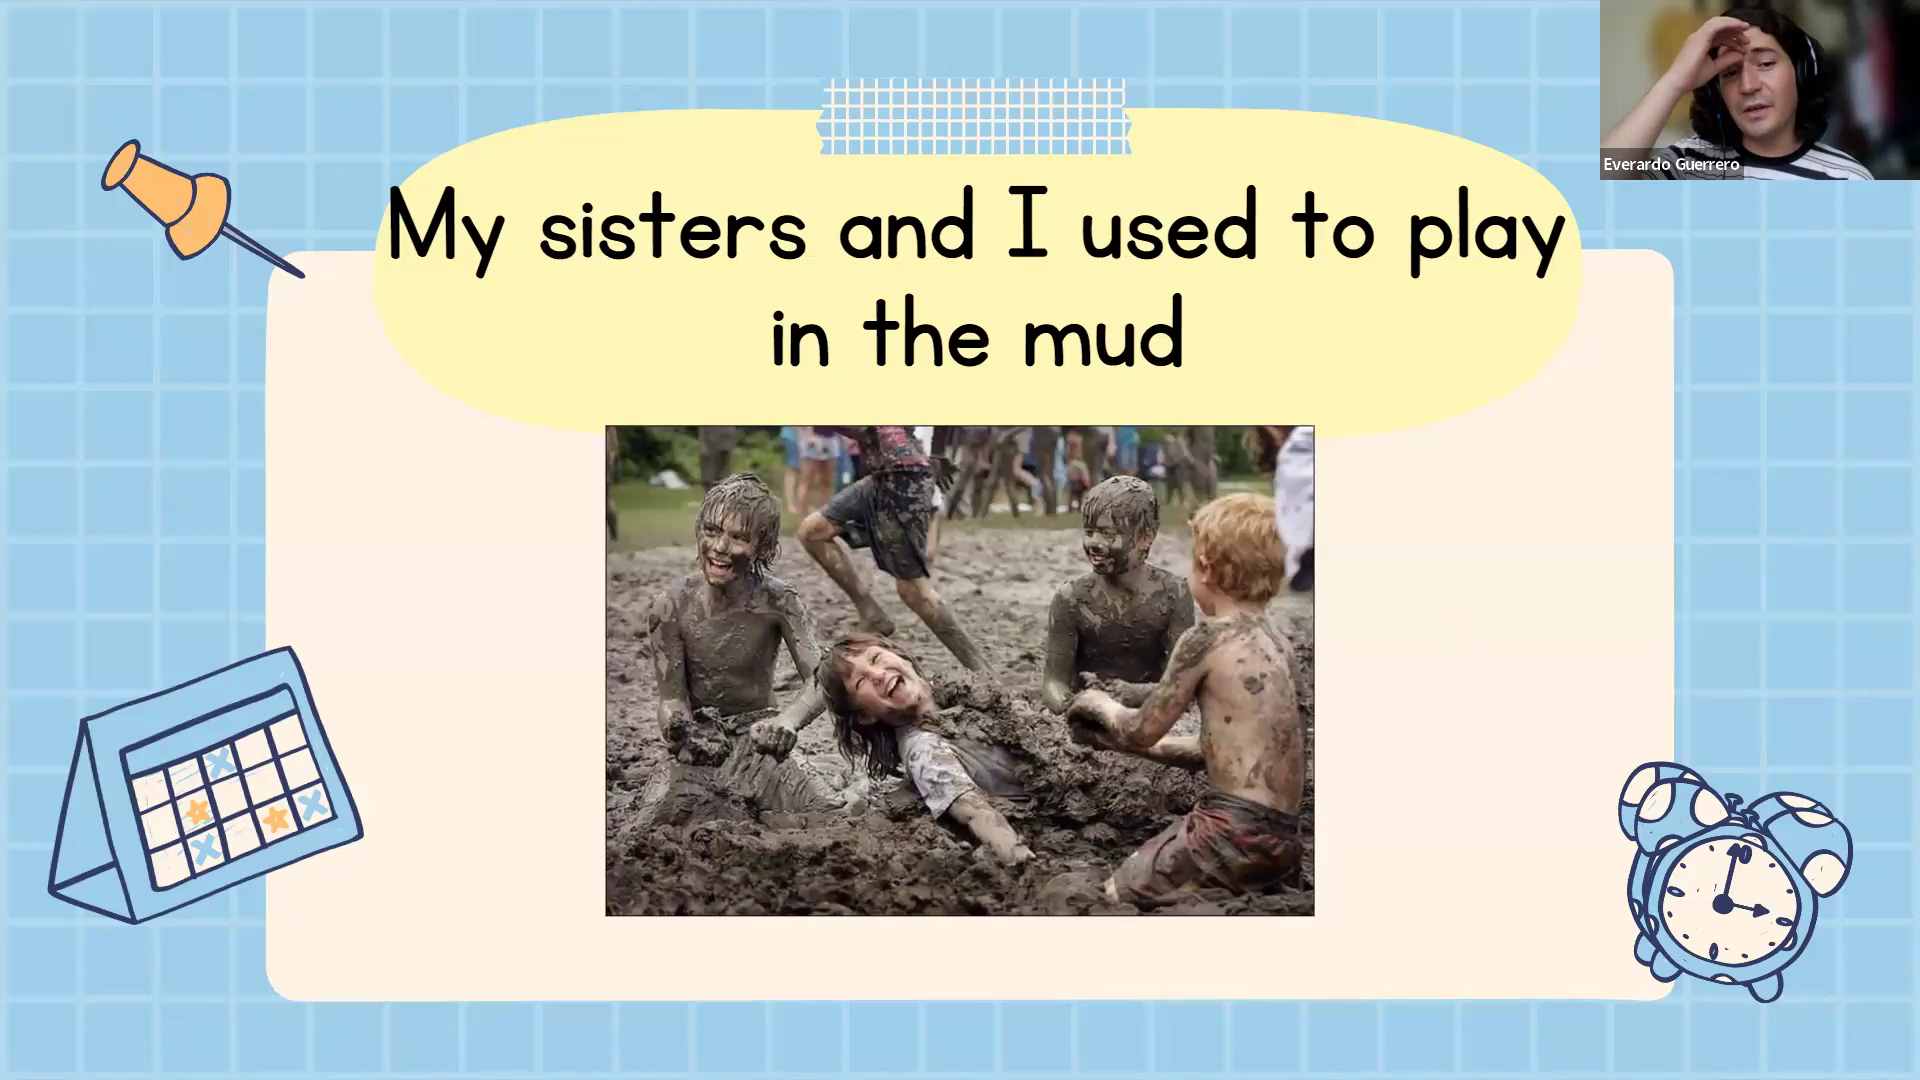 My sisters and I used to play
in the mud
Everardo Guerrero